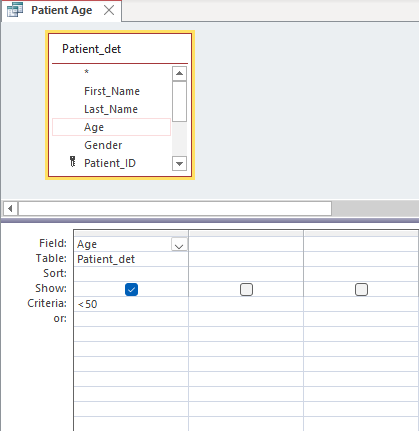 Patient Age
Patient_det
*
First_Name
Last_Name
Age
Gender
Patient_ID
Field: Age
Table: Patient_det
Sort:
Show:
Criteria: <50
or: